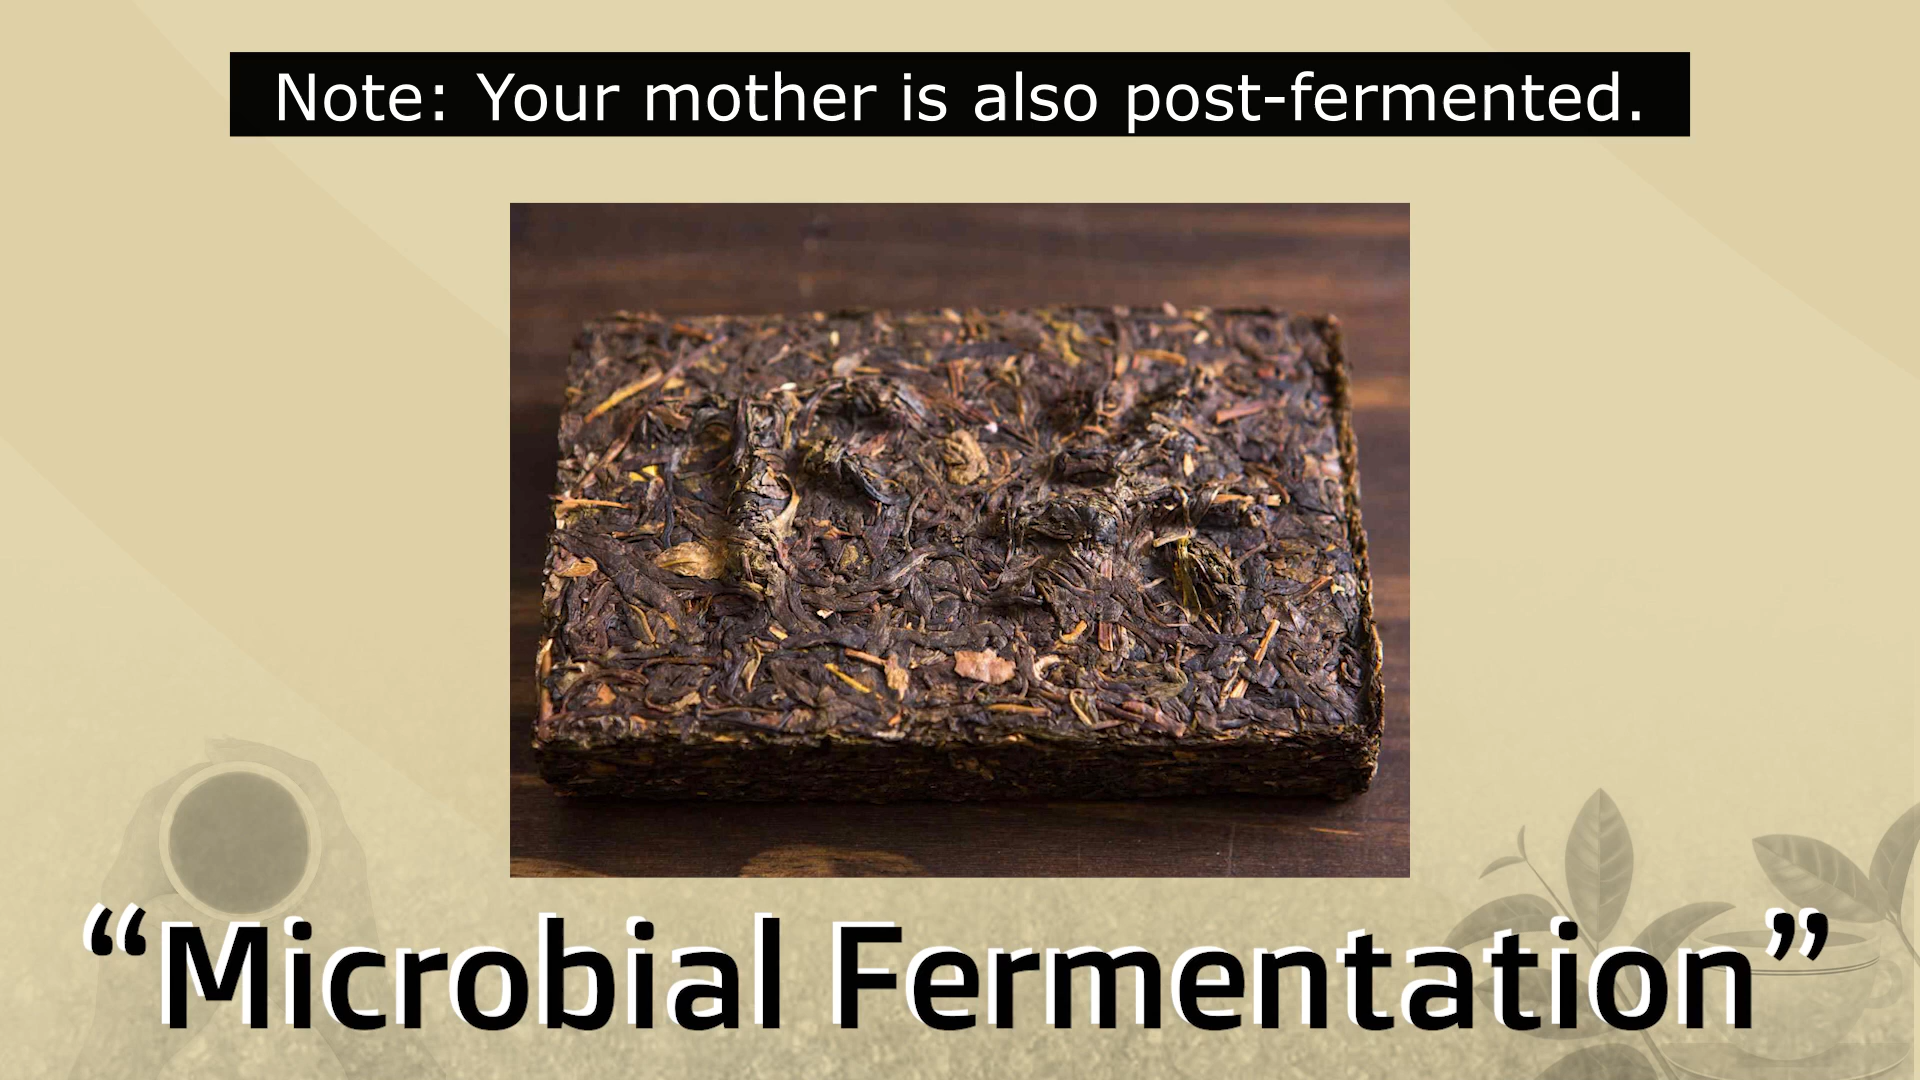 Note: Your mother is also post-fermented.
“Microbial Fermentation”